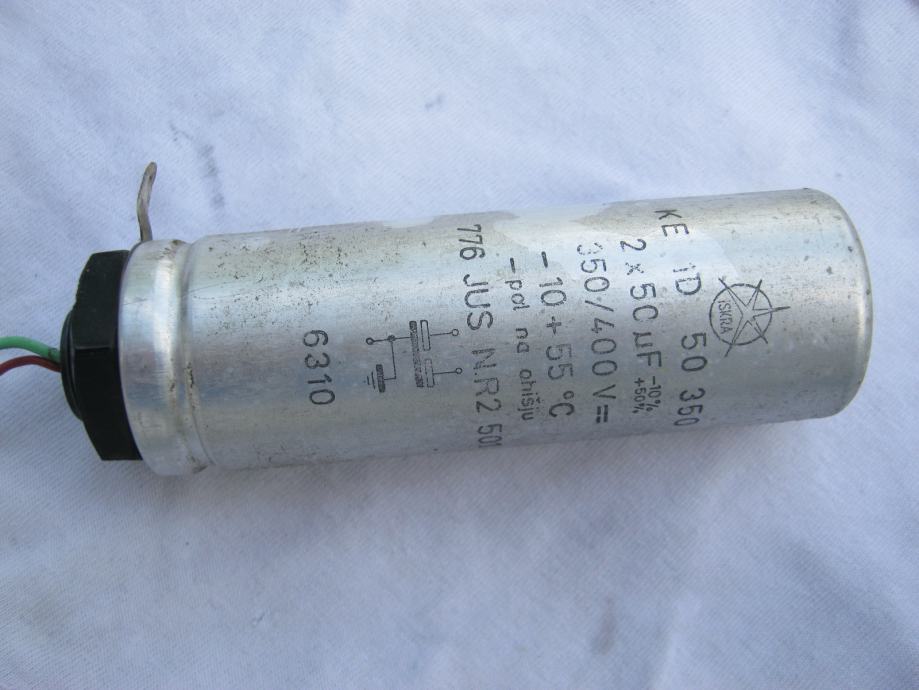 ISKRA
KE 1D 50 350
2 x 50 µF -10% +50%
350/400 V=
-10+55 °C
- pol na ohišju
776 JUS N.R2 501
6310